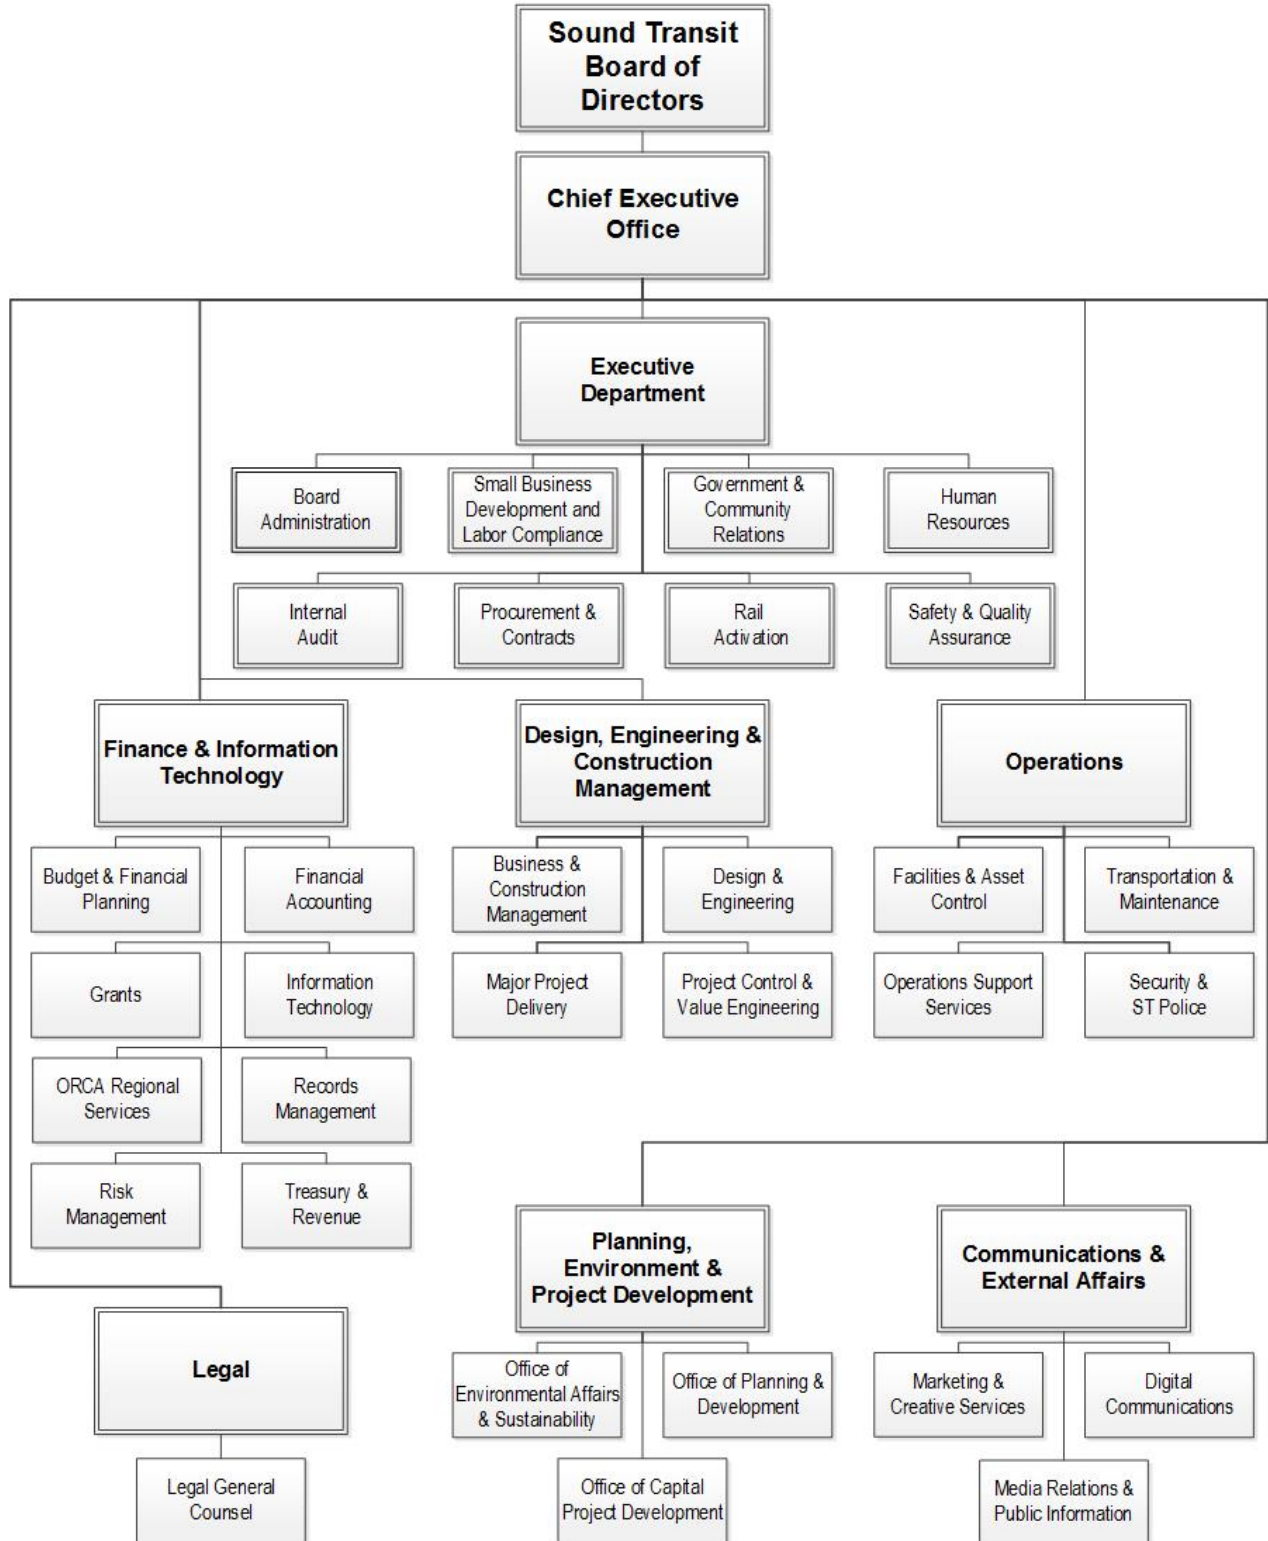 Sound Transit
Board of
Directors
Chief Executive
Office
Executive
Department
Board
Administration
Small Business
Development and
Labor Compliance
Government &
Community
Relations
Human
Resources
Internal
Audit
Procurement &
Contracts
Rail
Activation
Safety & Quality
Assurance
Finance & Information
Technology
Design, Engineering &
Construction
Management
Operations
Budget & Financial
Planning
Financial
Accounting
Business &
Construction
Management
Design &
Engineering
Facilities & Asset
Control
Transportation &
Maintenance
Grants
Information
Technology
Major Project
Delivery
Project Control &
Value Engineering
Operations Support
Services
Security &
ST Police
ORCA Regional
Services
Records
Management
Risk
Management
Treasury &
Revenue
Planning,
Environment &
Project Development
Communications &
External Affairs
Legal
Office of
Environmental Affairs
& Sustainability
Office of Planning &
Development
Marketing &
Creative Services
Digital
Communications
Legal General
Counsel
Office of Capital
Project Development
Media Relations &
Public Information